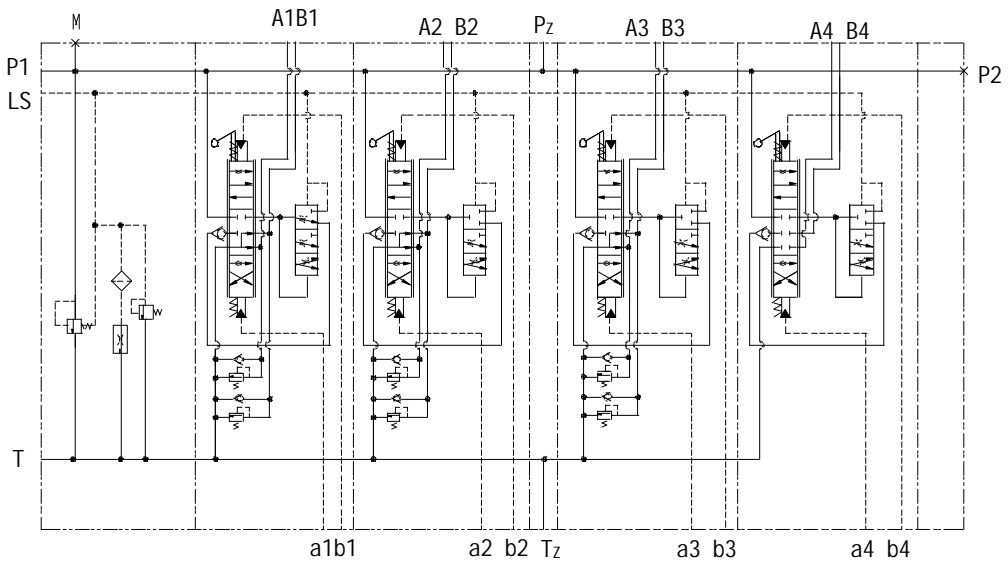 M A1B1 A2 B2 Pz A3 B3 A4 B4
P1 P2
LS
T
a1b1 a2 b2 Tz a3 b3 a4 b4